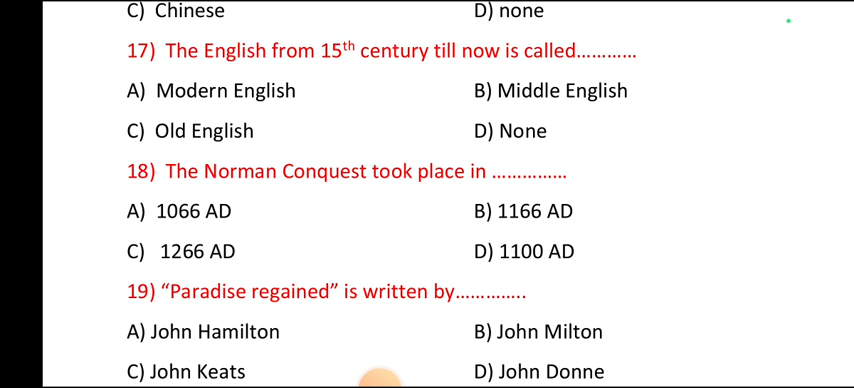 C) Chinese D) none
17) The English from 15th century till now is called............
A) Modern English B) Middle English
C) Old English D) None
18) The Norman Conquest took place in ...............
A) 1066 AD B) 1166 AD
C) 1266 AD D) 1100 AD
19) “Paradise regained” is written by..............
A) John Hamilton B) John Milton
C) John Keats D) John Donne